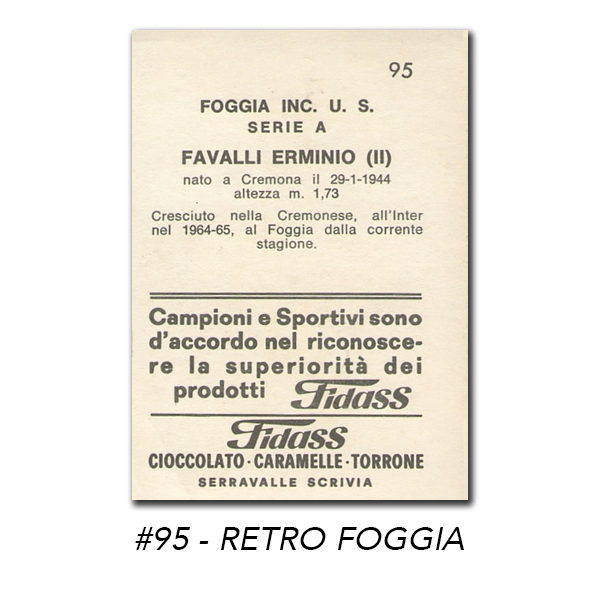 95
FOGGIA INC. U. S.
SERIE A
FAVALLI ERMINIO (II)
nato a Cremona il 29-1-1944
altezza m. 1,73
Cresciuto nella Cremonese, all'Inter
nel 1964-65, al Foggia dalla corrente
stagione.
Campioni e Sportivi sono
d'accordo nel riconosce-
re la superiorità dei
prodotti Fidass
Fidass
CIOCCOLATO · CARAMELLE · TORRONE
SERRAVALLE SCRIVIA
#95 - RETRO FOGGIA